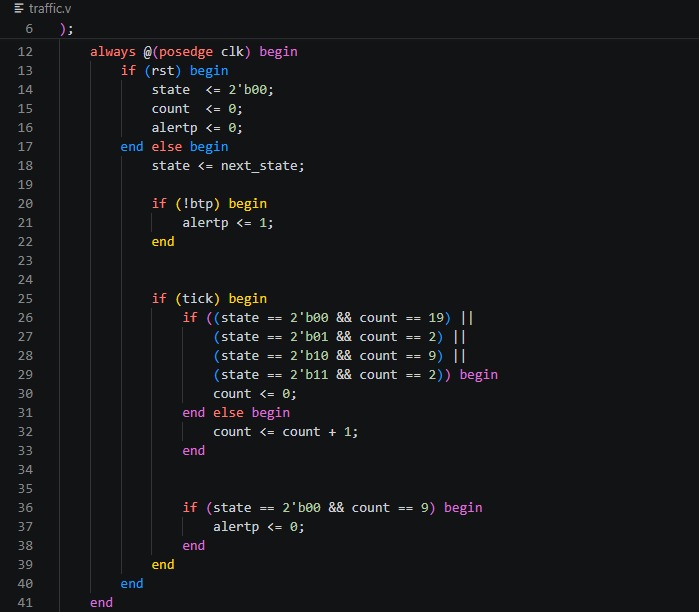 traffic.v
6 );
12 always @(posedge clk) begin
13 if (rst) begin
14 state <= 2'b00;
15 count <= 0;
16 alertp <= 0;
17 end else begin
18 state <= next_state;
19
20 if (!btp) begin
21 alertp <= 1;
22 end
23
24
25 if (tick) begin
26 if ((state == 2'b00 && count == 19) ||
27 (state == 2'b01 && count == 2) ||
28 (state == 2'b10 && count == 9) ||
29 (state == 2'b11 && count == 2)) begin
30 count <= 0;
31 end else begin
32 count <= count + 1;
33 end
34
35
36 if (state == 2'b00 && count == 9) begin
37 alertp <= 0;
38 end
39 end
40 end
41 end